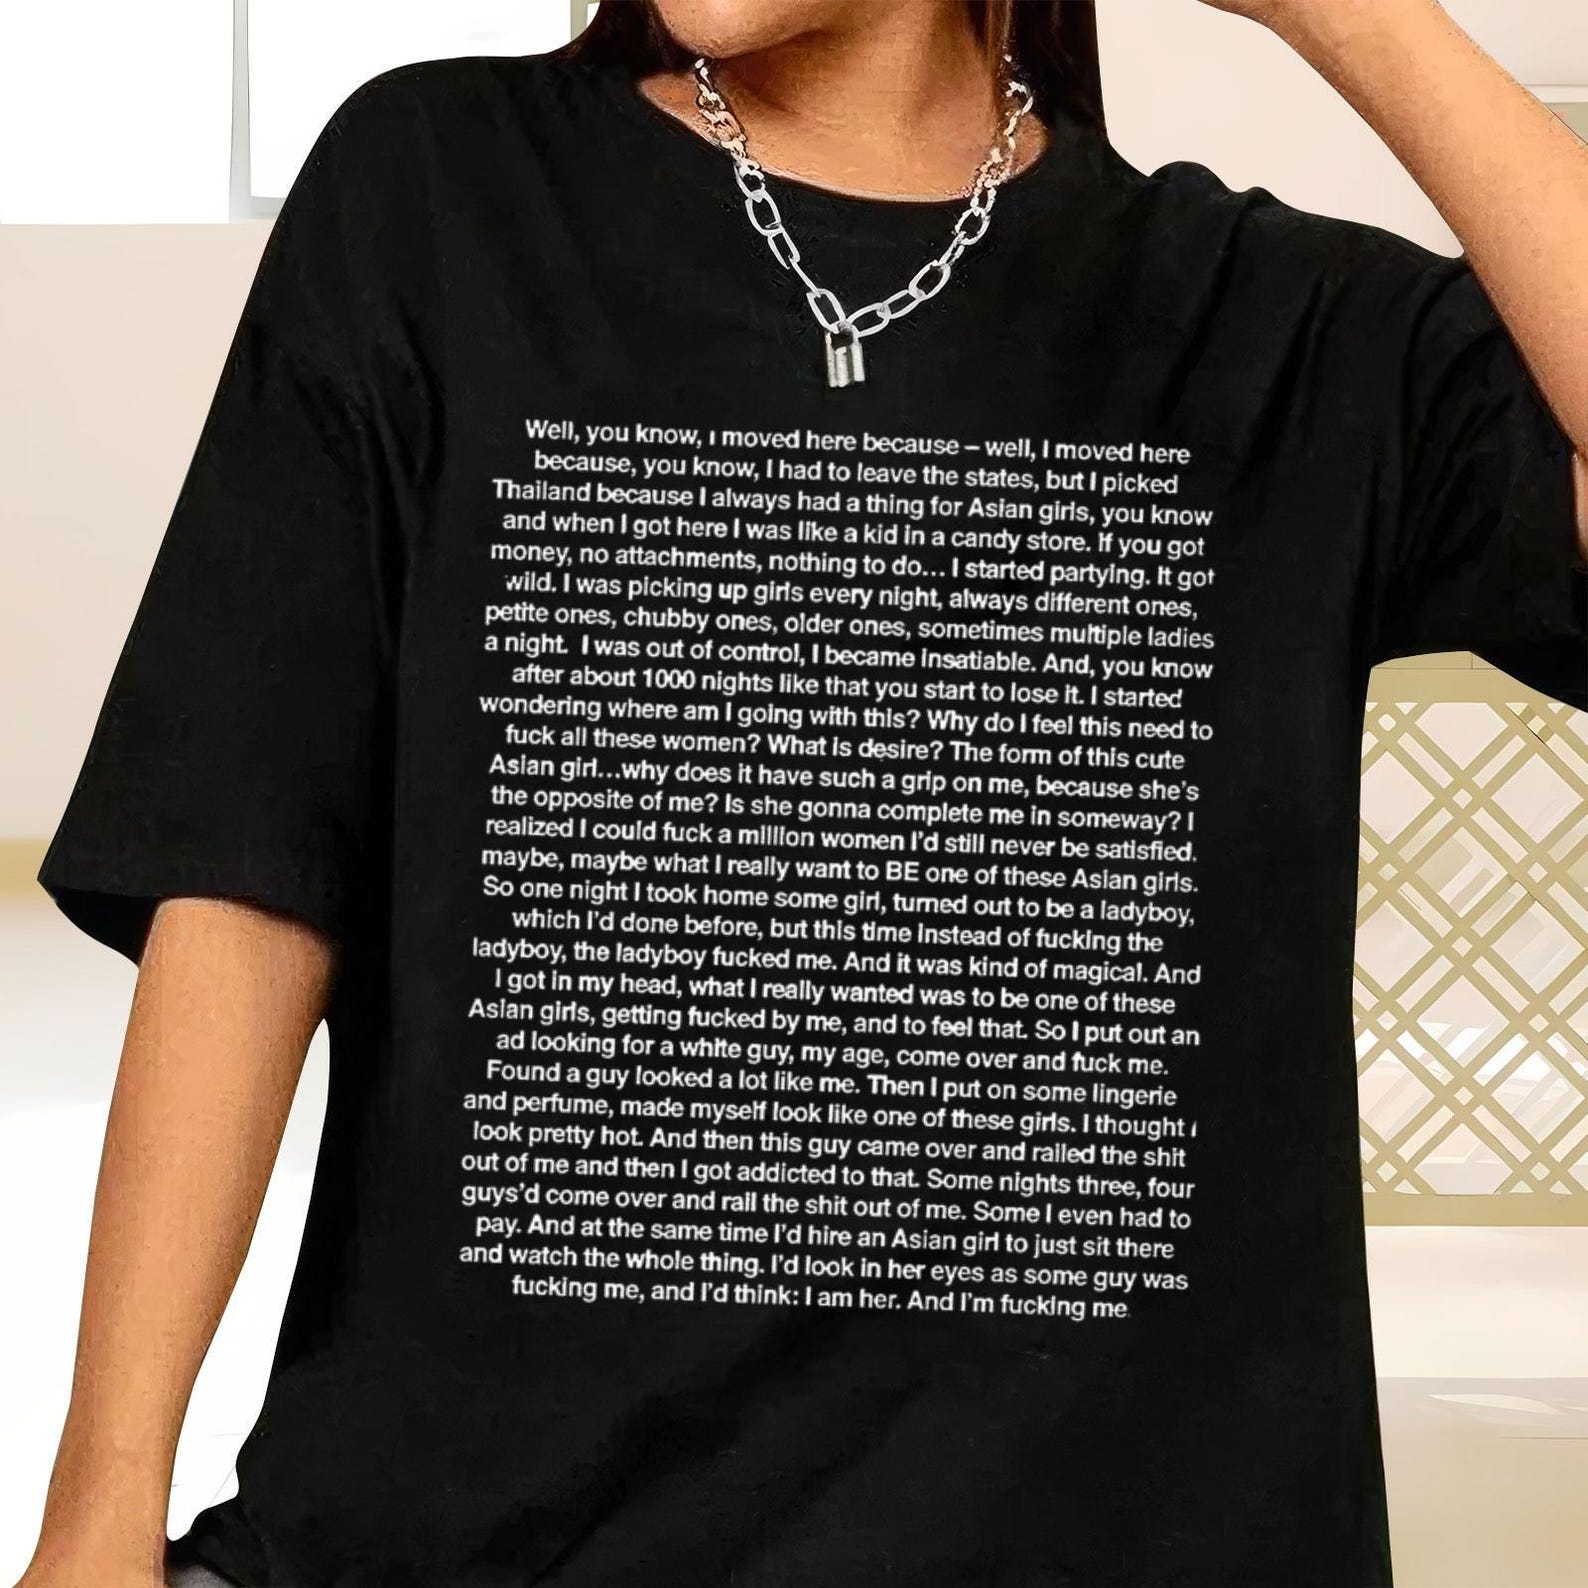 Well, you know, i moved here because – well, I moved here
because, you know, I had to leave the states, but I picked
Thailand because I always had a thing for Asian girls, you know
and when I got here I was like a kid in a candy store. If you got
money, no attachments, nothing to do... I started partying. It got
wild. I was picking up girls every night, always different ones,
petite ones, chubby ones, older ones, sometimes multiple ladies
a night. I was out of control, I became insatiable. And, you know
after about 1000 nights like that you start to lose it. I started
wondering where am I going with this? Why do I feel this need to
fuck all these women? What is desire? The form of this cute
Asian girl...why does it have such a grip on me, because she's
the opposite of me? Is she gonna complete me in someway? I
realized I could fuck a million women I'd still never be satisfied.
maybe, maybe what I really want to BE one of these Asian girls.
So one night I took home some girl, turned out to be a ladyboy,
which I'd done before, but this time instead of fucking the
ladyboy, the ladyboy fucked me. And it was kind of magical. And
I got in my head, what I really wanted was to be one of these
Asian girls, getting fucked by me, and to feel that. So I put out an
ad looking for a white guy, my age, come over and fuck me.
Found a guy looked a lot like me. Then I put on some lingerie
and perfume, made myself look like one of these girls. I thought i
look pretty hot. And then this guy came over and railed the shit
out of me and then I got addicted to that. Some nights three, four
guys'd come over and rail the shit out of me. Some I even had to
pay. And at the same time I'd hire an Asian girl to just sit there
and watch the whole thing. I'd look in her eyes as some guy was
fucking me, and I'd think: I am her. And I'm fucking me.